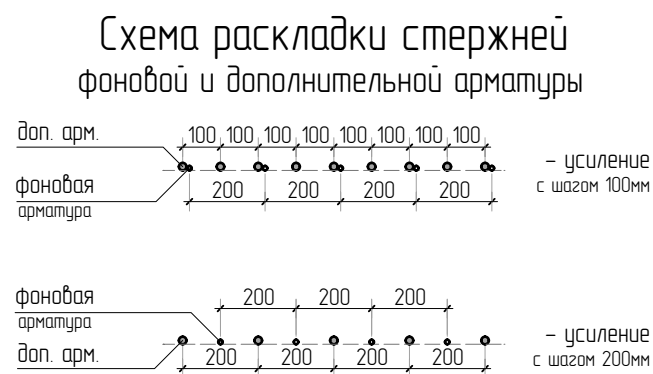 Схема раскладки стержней
фоновой и дополнительной арматуры
доп. арм.
100 100 100 100 100 100 100 100
фоновая
арматура
200 200 200 200
- усиление
с шагом 100мм
фоновая
арматура
200 200 200
доп. арм.
200 200 200 200
- усиление
с шагом 200мм